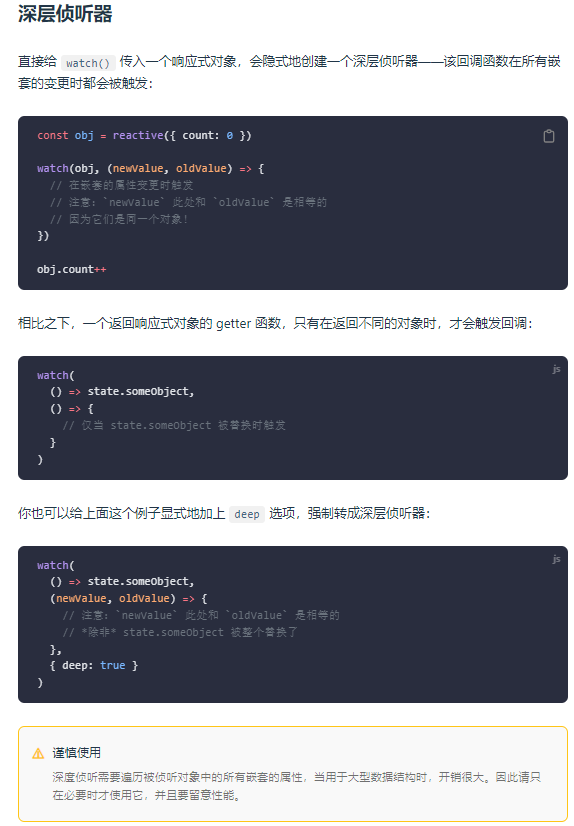 深层侦听器
直接给 watch() 传入一个响应式对象，会隐式地创建一个深层侦听器——该回调函数在所有嵌
套的变更时都会被触发：
const obj = reactive({ count: 0 })
watch(obj, (newValue, oldValue) => {
  // 在嵌套的属性变更时触发
  // 注意：`newValue` 此处和 `oldValue` 是相等的
  // 因为它们是同一个对象！
})
obj.count++
相比之下，一个返回响应式对象的 getter 函数，只有在返回不同的对象时，才会触发回调：
js
watch(
  () => state.someObject,
  () => {
    // 仅当 state.someObject 被替换时触发
  }
)
你也可以给上面这个例子显式地加上 deep 选项，强制转成深层侦听器：
js
watch(
  () => state.someObject,
  (newValue, oldValue) => {
    // 注意：`newValue` 此处和 `oldValue` 是相等的
    // *除非* state.someObject 被整个替换了
  },
  { deep: true }
)
谨慎使用
深度侦听需要遍历被侦听对象中的所有嵌套的属性，当用于大型数据结构时，开销很大。因此请只
在必要时才使用它，并且要留意性能。